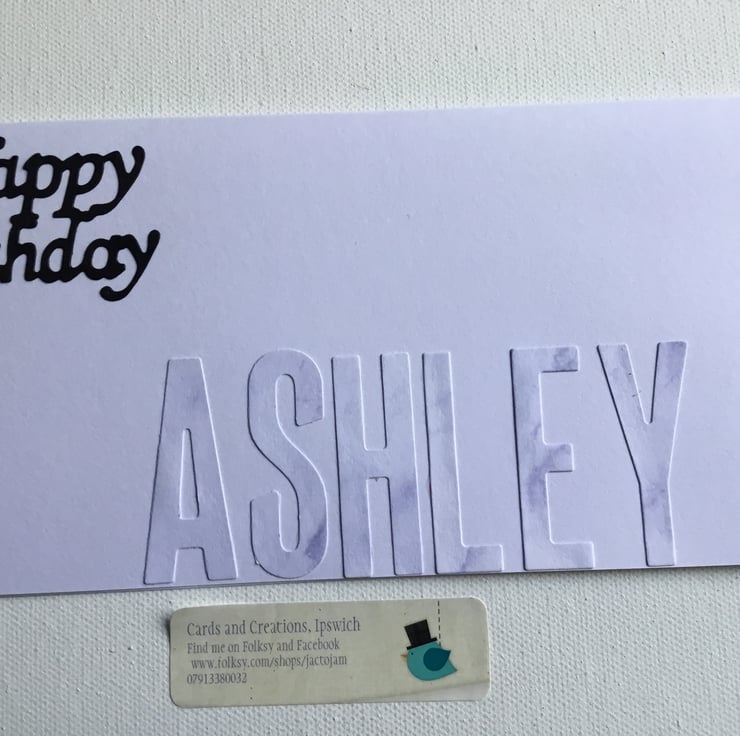 appy
hday
ASHLEY
Cards and Creations, Ipswich
Find me on Folksy and Facebook
www.folksy.com/shops/jactojam
07913380032